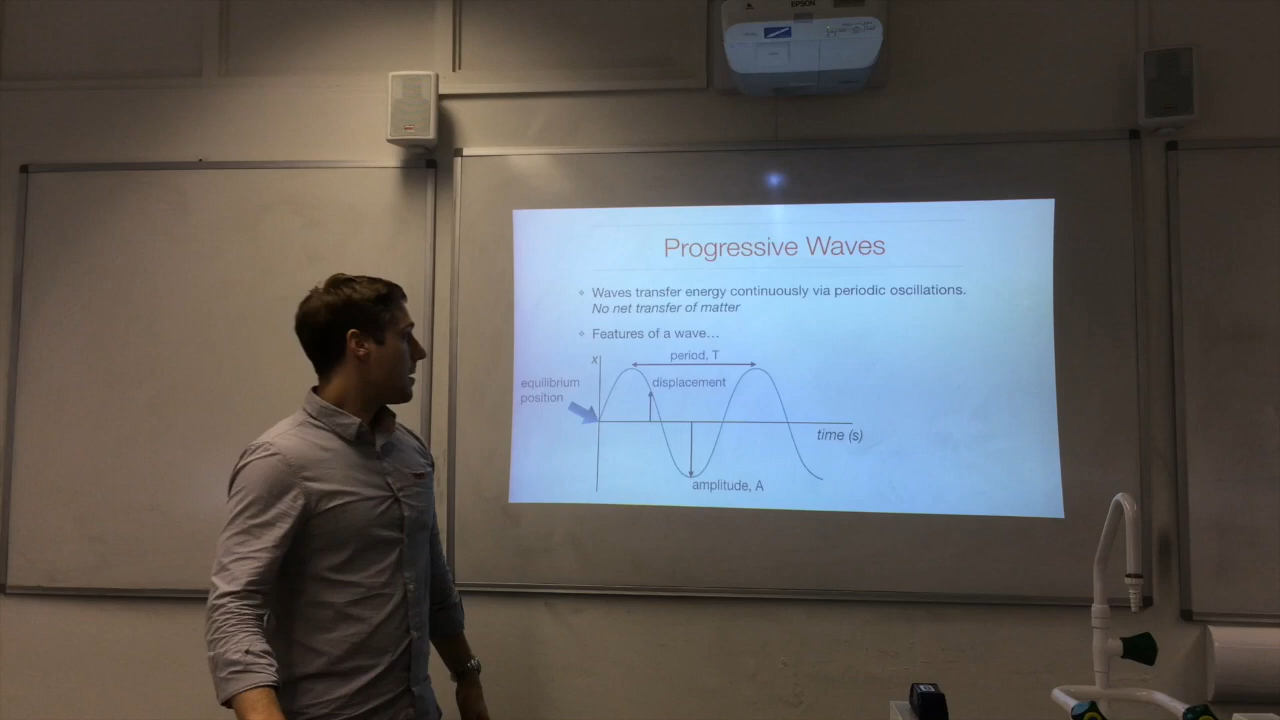 EPSON
Progressive Waves
Waves transfer energy continuously via periodic oscillations.
No net transfer of matter
Features of a wave…
x
period, T
equilibrium
position
displacement
time (s)
amplitude, A